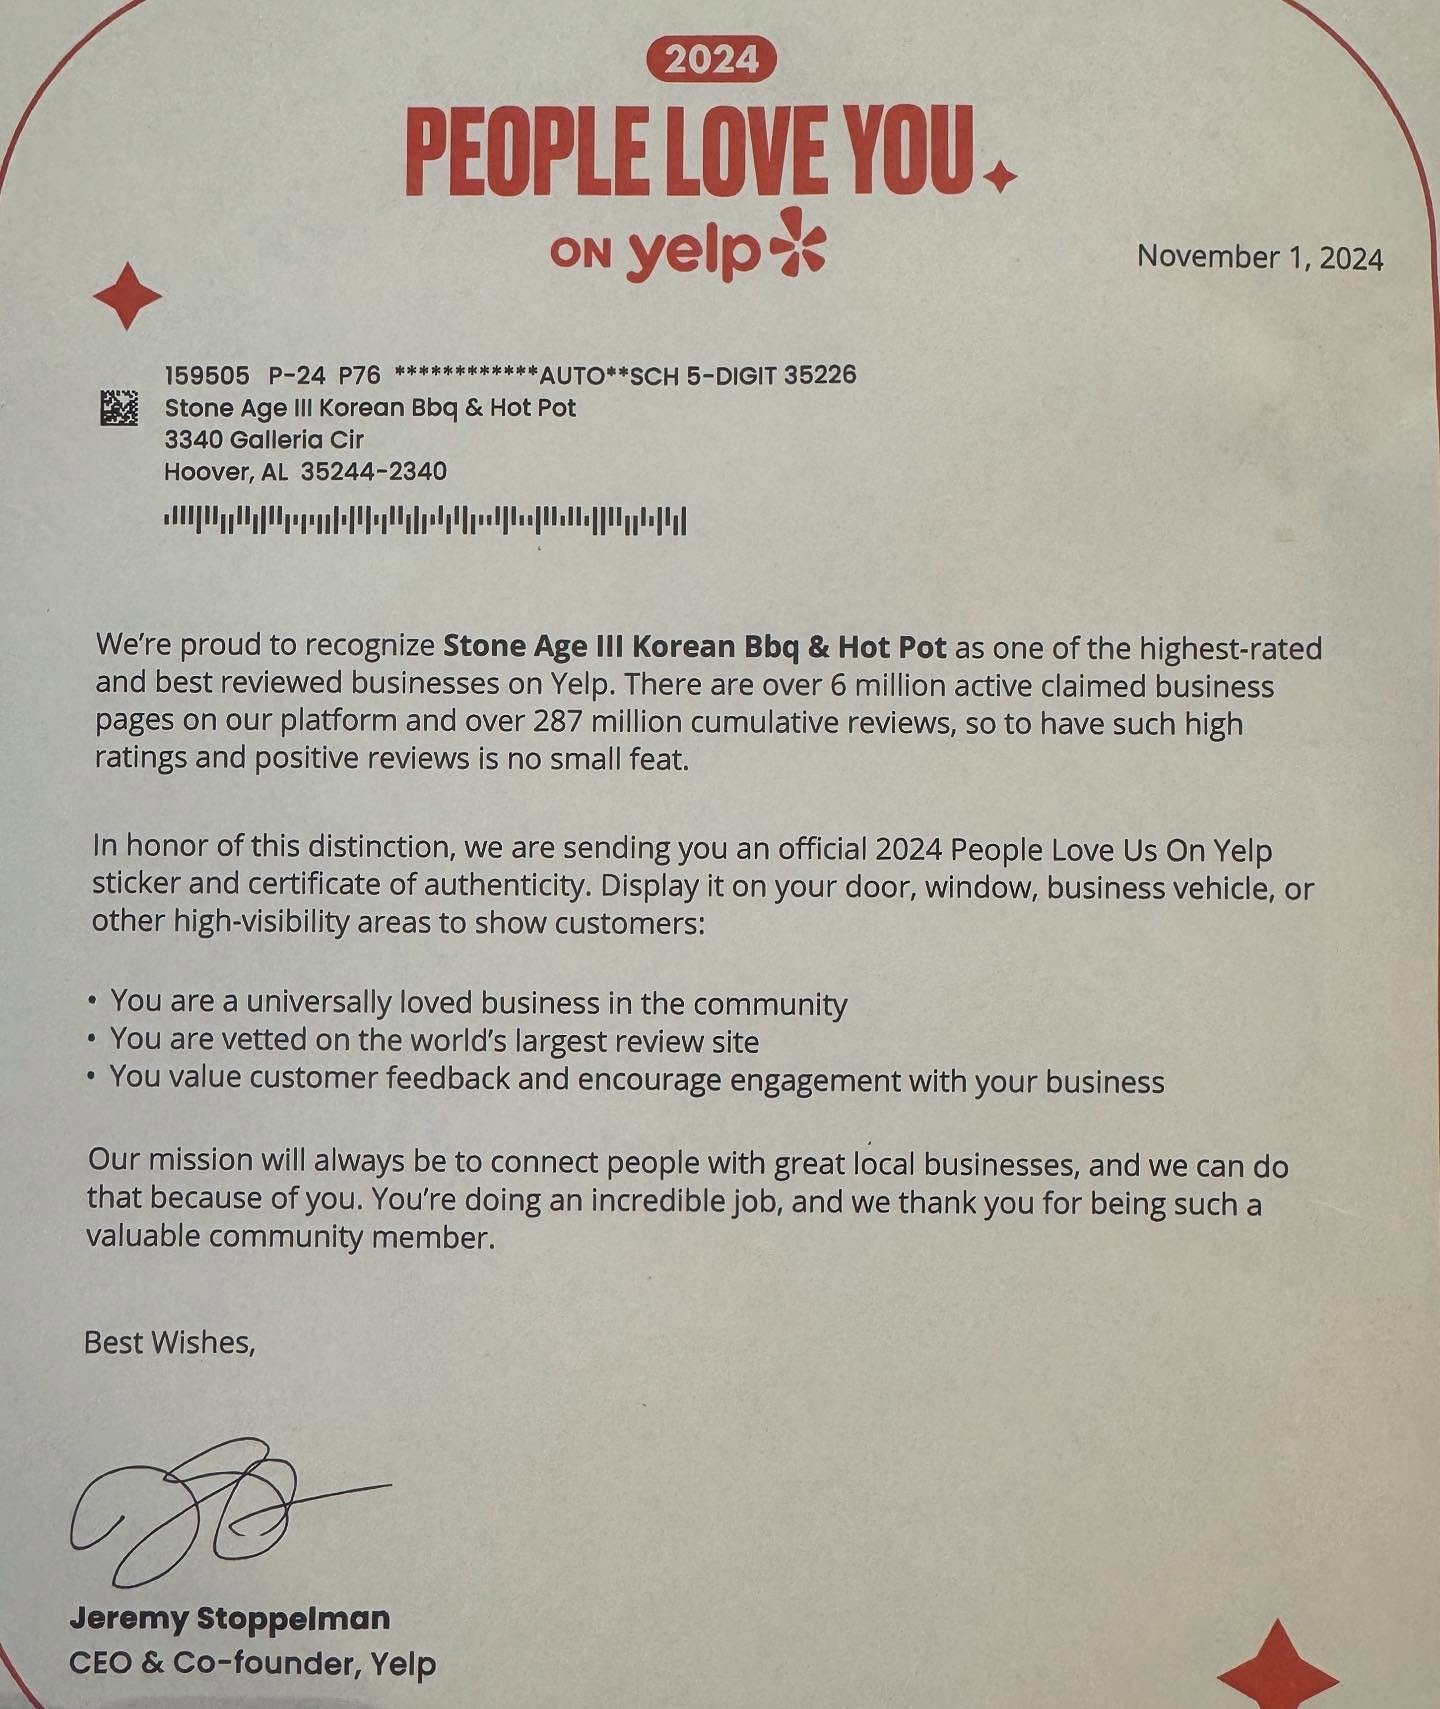 2024
PEOPLE LOVE YOU
ON yelp
November 1, 2024
159505 P-24 P76 ************AUTO**SCH 5-DIGIT 35226
Stone Age III Korean Bbq & Hot Pot
3340 Galleria Cir
Hoover, AL 35244-2340
We're proud to recognize Stone Age III Korean Bbq & Hot Pot as one of the highest-rated
and best reviewed businesses on Yelp. There are over 6 million active claimed business
pages on our platform and over 287 million cumulative reviews, so to have such high
ratings and positive reviews is no small feat.
In honor of this distinction, we are sending you an official 2024 People Love Us On Yelp
sticker and certificate of authenticity. Display it on your door, window, business vehicle, or
other high-visibility areas to show customers:
• You are a universally loved business in the community
• You are vetted on the world's largest review site
• You value customer feedback and encourage engagement with your business
Our mission will always be to connect people with great local businesses, and we can do
that because of you. You're doing an incredible job, and we thank you for being such a
valuable community member.
Best Wishes,
Jeremy Stoppelman
CEO & Co-founder, Yelp